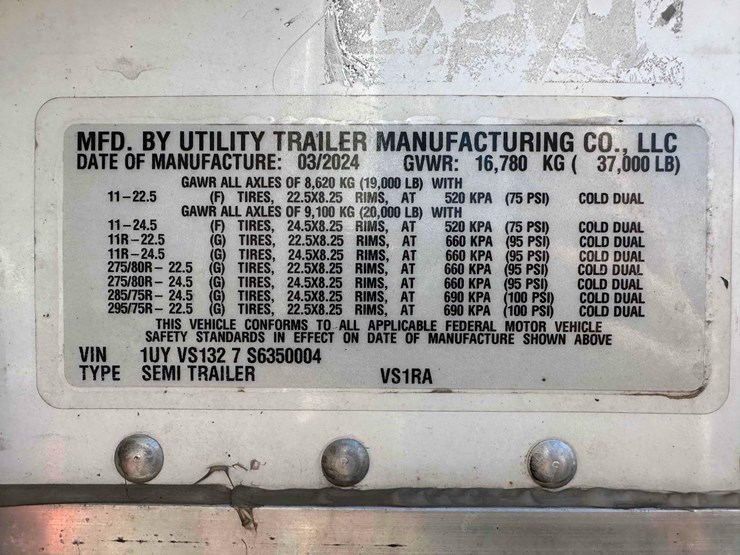 MFD. BY UTILITY TRAILER MANUFACTURING CO., LLC
DATE OF MANUFACTURE: 03/2024 GVWR: 16,780 KG ( 37,000 LB)
GAWR ALL AXLES OF 8,620 KG (19,000 LB) WITH
11-22.5 (F) TIRES, 22.5X8.25 RIMS, AT 520 KPA (75 PSI) COLD DUAL
GAWR ALL AXLES OF 9,100 KG (20,000 LB) WITH
11-24.5 (F) TIRES, 24.5X8.25 RIMS, AT 520 KPA (75 PSI) COLD DUAL
11R-22.5 (G) TIRES, 22.5X8.25 RIMS, AT 660 KPA (95 PSI) COLD DUAL
11R-24.5 (G) TIRES, 24.5X8.25 RIMS, AT 660 KPA (95 PSI) COLD DUAL
275/80R- 22.5 (G) TIRES, 22.5X8.25 RIMS, AT 660 KPA (95 PSI) COLD DUAL
275/80R- 24.5 (G) TIRES, 24.5X8.25 RIMS, AT 660 KPA (95 PSI) COLD DUAL
285/75R- 24.5 (G) TIRES, 24.5X8.25 RIMS, AT 690 KPA (100 PSI) COLD DUAL
295/75R- 22.5 (G) TIRES, 22.5X8.25 RIMS, AT 690 KPA (100 PSI) COLD DUAL
THIS VEHICLE CONFORMS TO ALL APPLICABLE FEDERAL MOTOR VEHICLE
SAFETY STANDARDS IN EFFECT ON DATE OF MANUFACTURE SHOWN ABOVE
VIN 1UY VS132 7 S6350004
TYPE SEMI TRAILER VS1RA